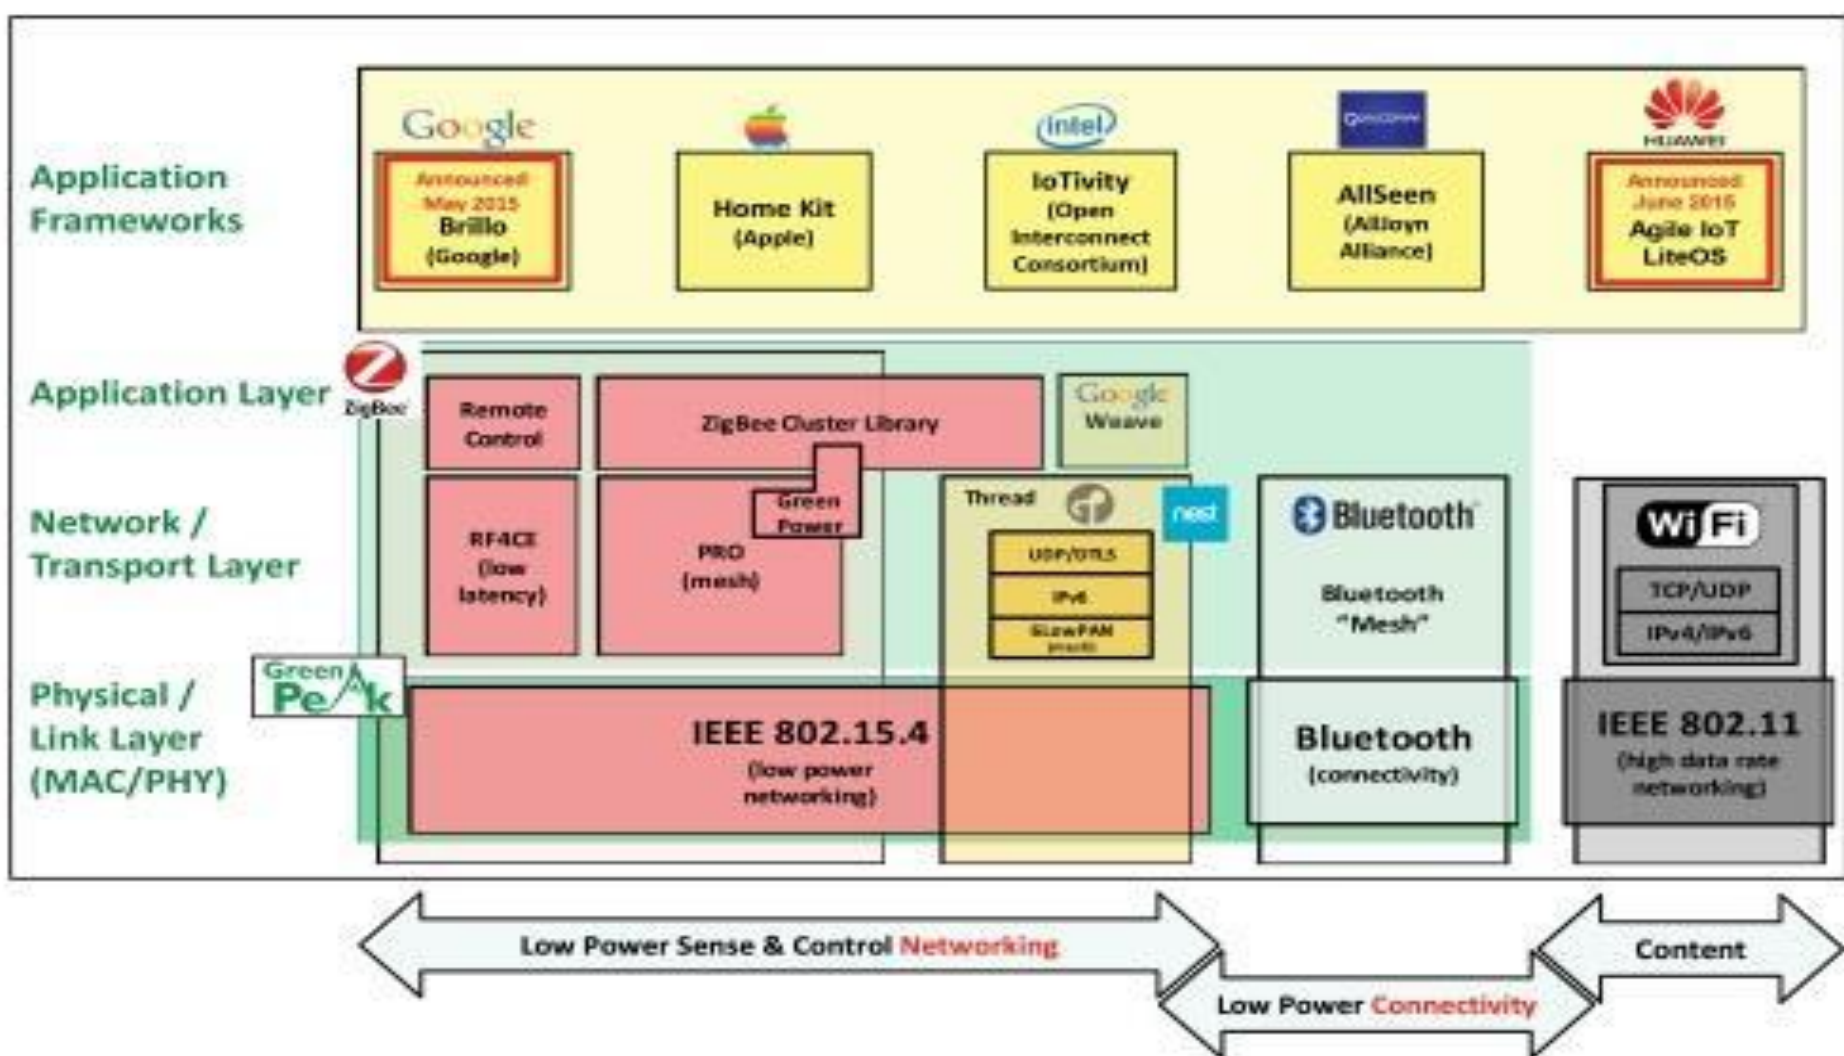 Application
Frameworks
Google
Announced
May 2015
Brillo
(Google)
Home Kit
(Apple)
intel
IoTivity
(Open
Interconnect
Consortium)
QUALCOMM
AllSeen
(AllJoyn
Alliance)
HUAWEI
Announced
June 2015
Agile IoT
LiteOS
Application Layer
ZigBee
Remote
Control
ZigBee Cluster Library
Google
Weave
Network /
Transport Layer
RF4CE
(low
latency)
PRO
(mesh)
Green
Power
Thread
nest
UDP/DTLS
IPv6
6LowPAN
Bluetooth
Bluetooth
"Mesh"
WiFi
TCP/UDP
IPv4/IPv6
Physical /
Link Layer
(MAC/PHY)
Green
Peak
IEEE 802.15.4
(low power
networking)
Bluetooth
(connectivity)
IEEE 802.11
(high data rate
networking)
Low Power Sense & Control Networking
Low Power Connectivity
Content